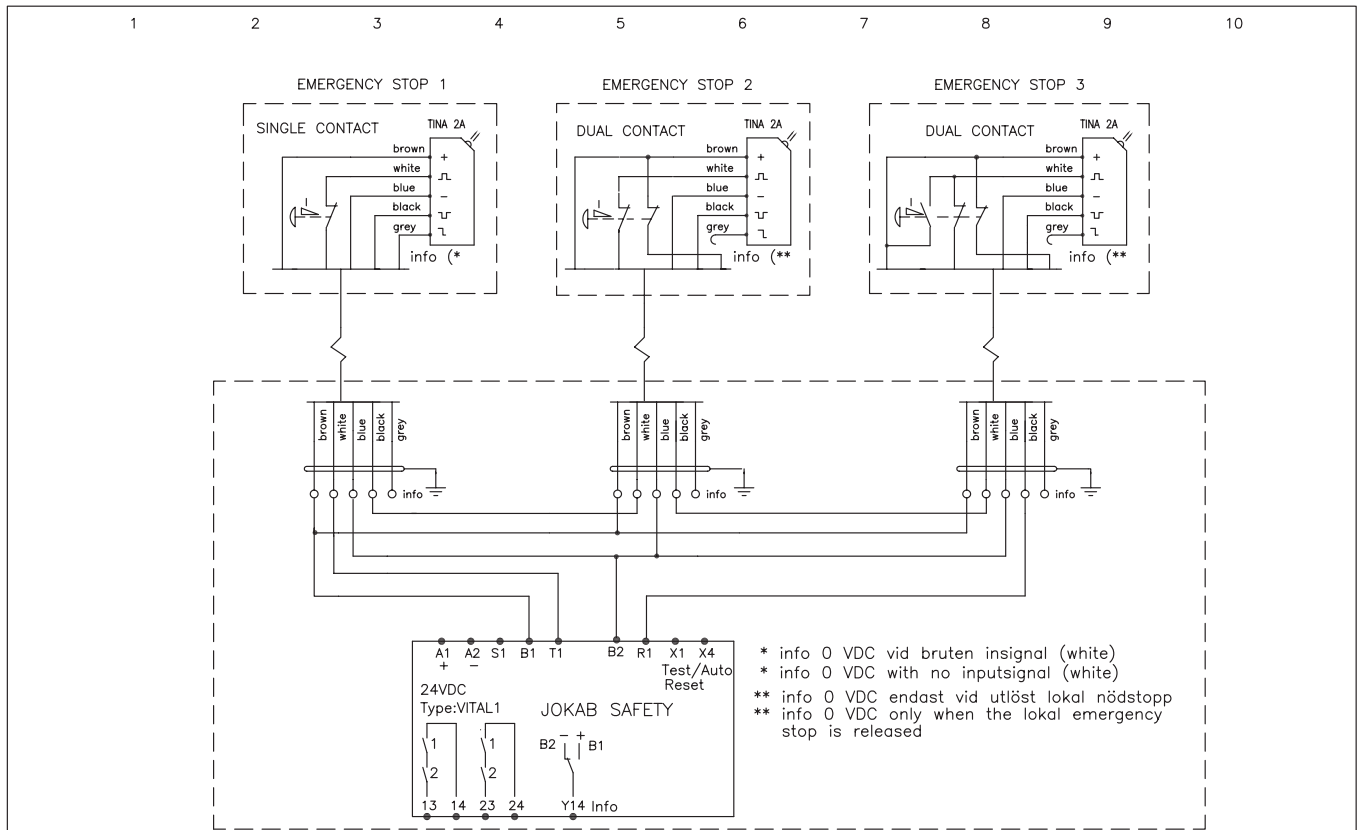 1 2 3 4 5 6 7 8 9 10
EMERGENCY STOP 1
SINGLE CONTACT
TINA 2A
brown
+
white
blue
−
black
grey
info (*
EMERGENCY STOP 2
DUAL CONTACT
TINA 2A
brown
+
white
blue
−
black
grey
info (**
EMERGENCY STOP 3
DUAL CONTACT
TINA 2A
brown
+
white
blue
−
black
grey
info (**
brown
white
blue
black
grey
info
brown
white
blue
black
grey
info
brown
white
blue
black
grey
info
A1 A2 S1 B1 T1 B2 R1 X1 X4
+ −
Test/Auto
Reset
24VDC
Type:VITAL1
JOKAB SAFETY
1
2
1
2
− +
B2 B1
13 14 23 24 Y14 Info
* info 0 VDC vid bruten insignal (white)
* info 0 VDC with no inputsignal (white)
** info 0 VDC endast vid utlöst lokal nödstopp
** info 0 VDC only when the lokal emergency
stop is released